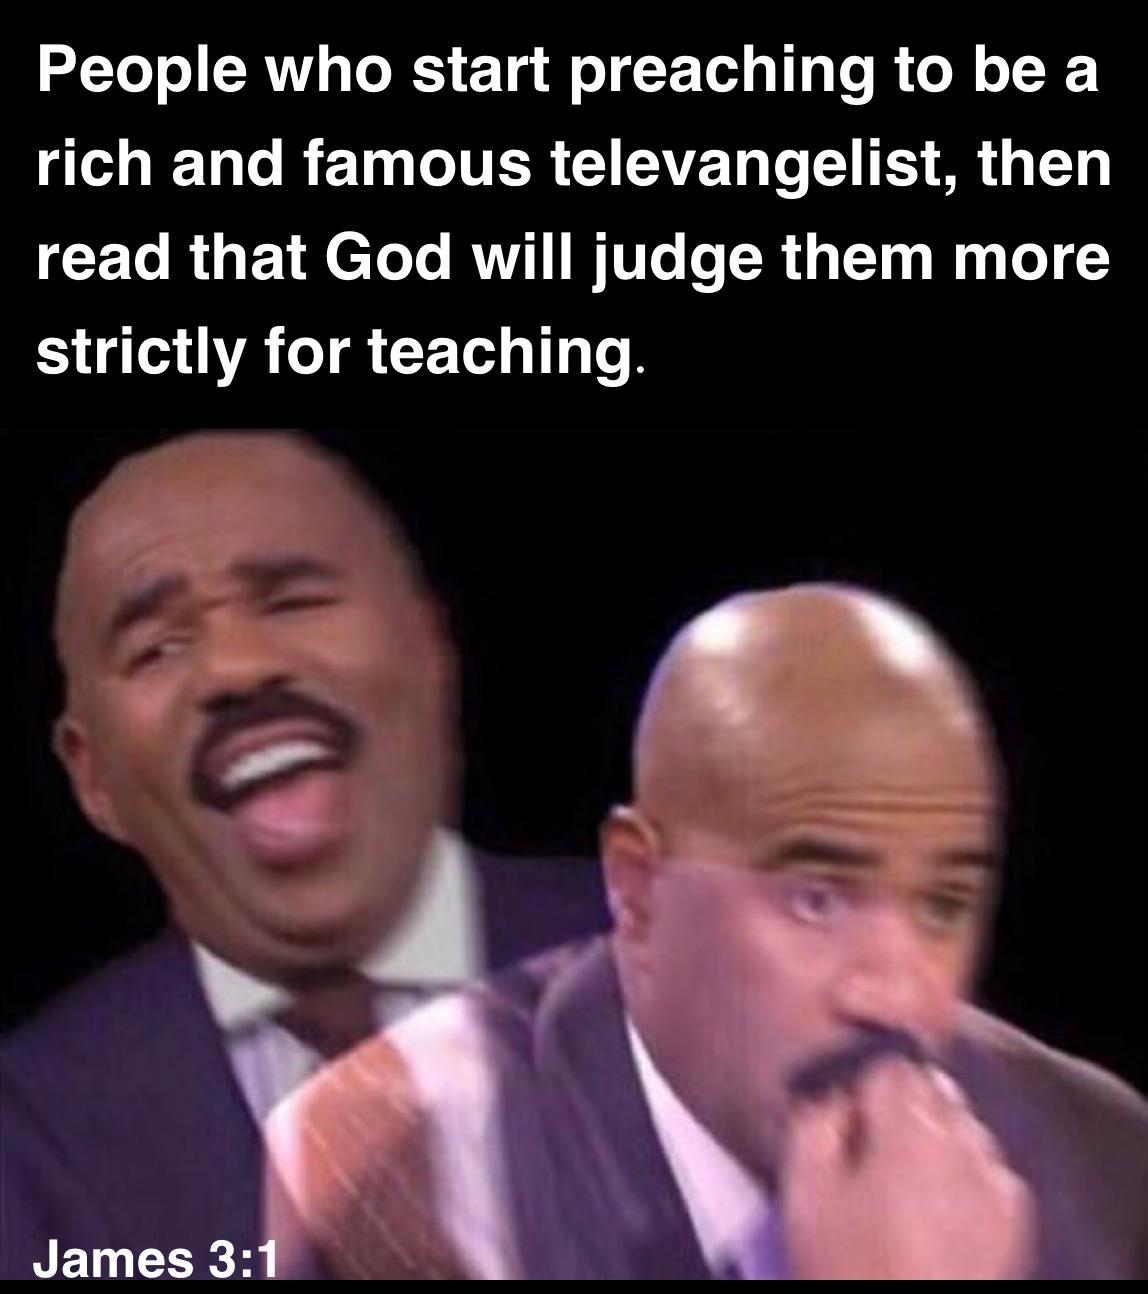 People who start preaching to be a
rich and famous televangelist, then
read that God will judge them more
strictly for teaching.
James 3:1